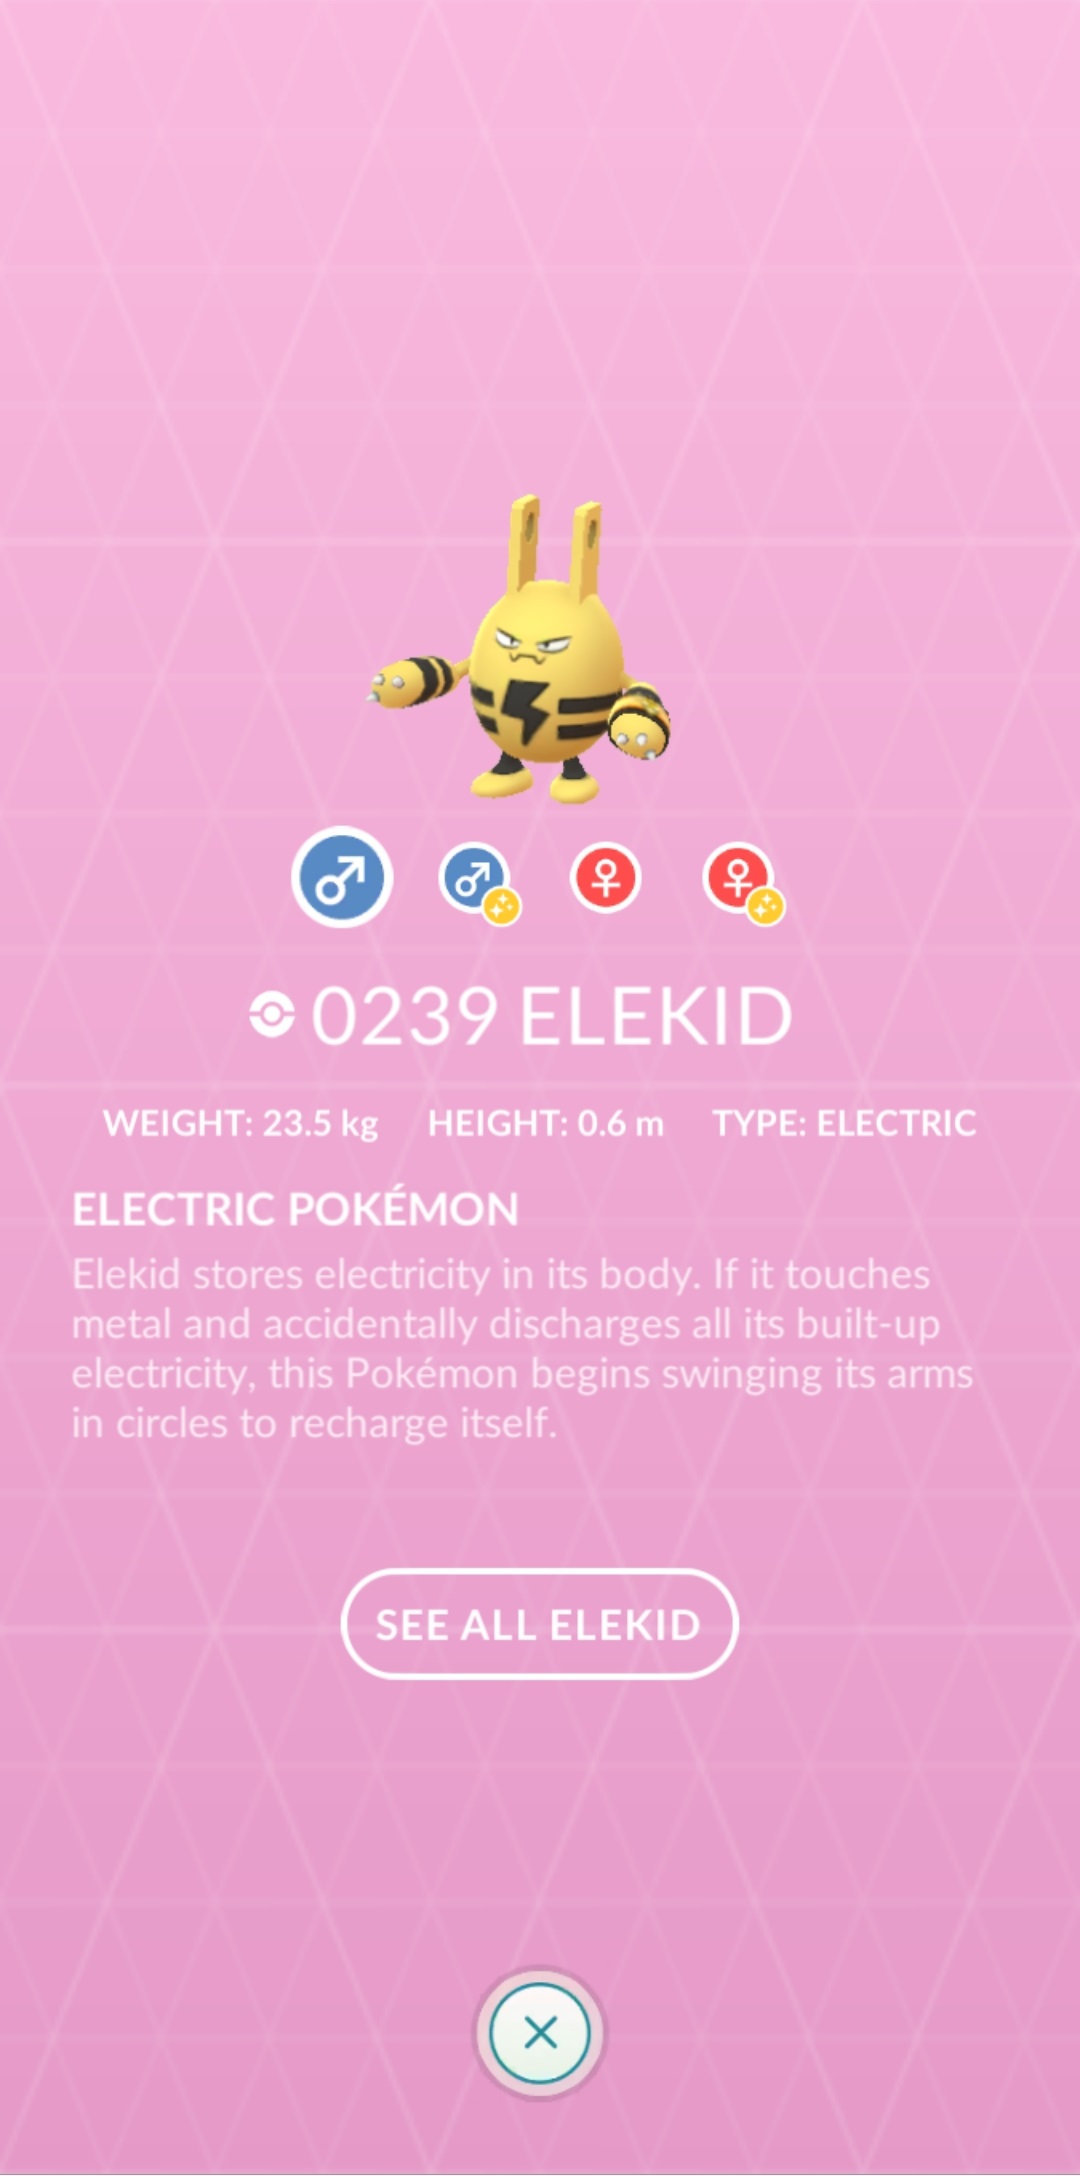 0239 ELEKID
WEIGHT: 23.5 kg HEIGHT: 0.6 m TYPE: ELECTRIC
ELECTRIC POKÉMON
Elekid stores electricity in its body. If it touches
metal and accidentally discharges all its built-up
electricity, this Pokémon begins swinging its arms
in circles to recharge itself.
SEE ALL ELEKID